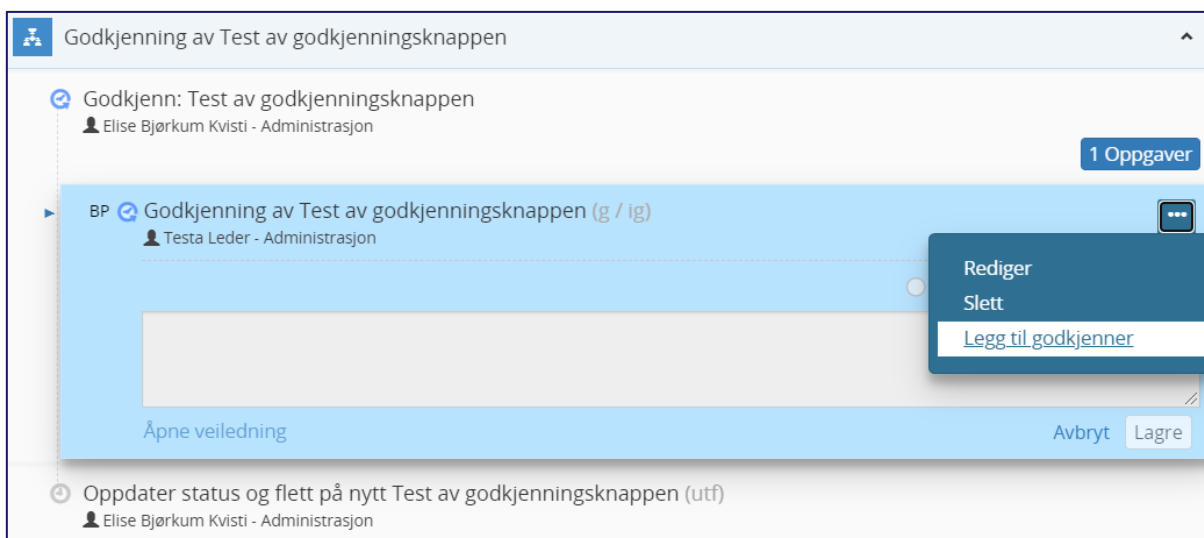 Godkjenning av Test av godkjenningsknappen
Godkjenn: Test av godkjenningsknappen
Elise Bjørkum Kvisti - Administrasjon
1 Oppgaver
BP Godkjenning av Test av godkjenningsknappen (g / ig)
Testa Leder - Administrasjon
Rediger
Slett
Legg til godkjenner
Åpne veiledning
Avbryt Lagre
Oppdater status og flett på nytt Test av godkjenningsknappen (utf)
Elise Bjørkum Kvisti - Administrasjon